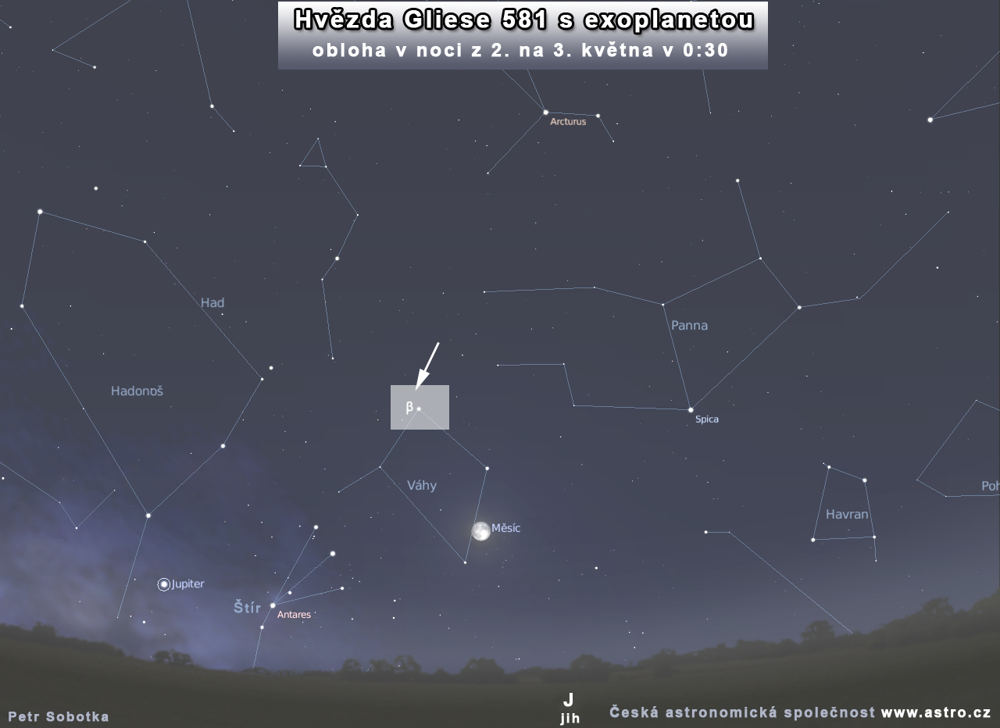 Hvězda Gliese 581 s exoplanetou
obloha v noci z 2. na 3. května v 0:30
Arcturus
Had
Panna
Hadonoš
β
Spica
Váhy
Poh
Havran
Měsíc
Jupiter
Štír
Antares
J
jih
Petr Sobotka
Česká astronomická společnost www.astro.cz